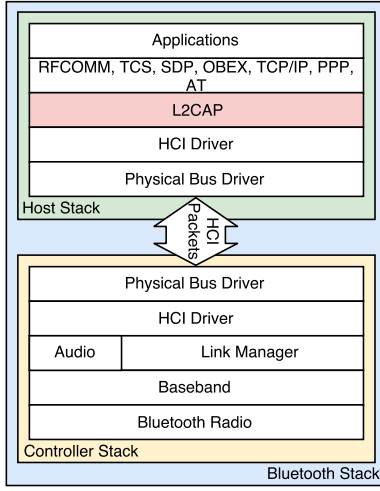 Applications
RFCOMM, TCS, SDP, OBEX, TCP/IP, PPP,
AT
L2CAP
HCI Driver
Physical Bus Driver
Host Stack
HCI
Packets
Physical Bus Driver
HCI Driver
Audio
Link Manager
Baseband
Bluetooth Radio
Controller Stack
Bluetooth Stack